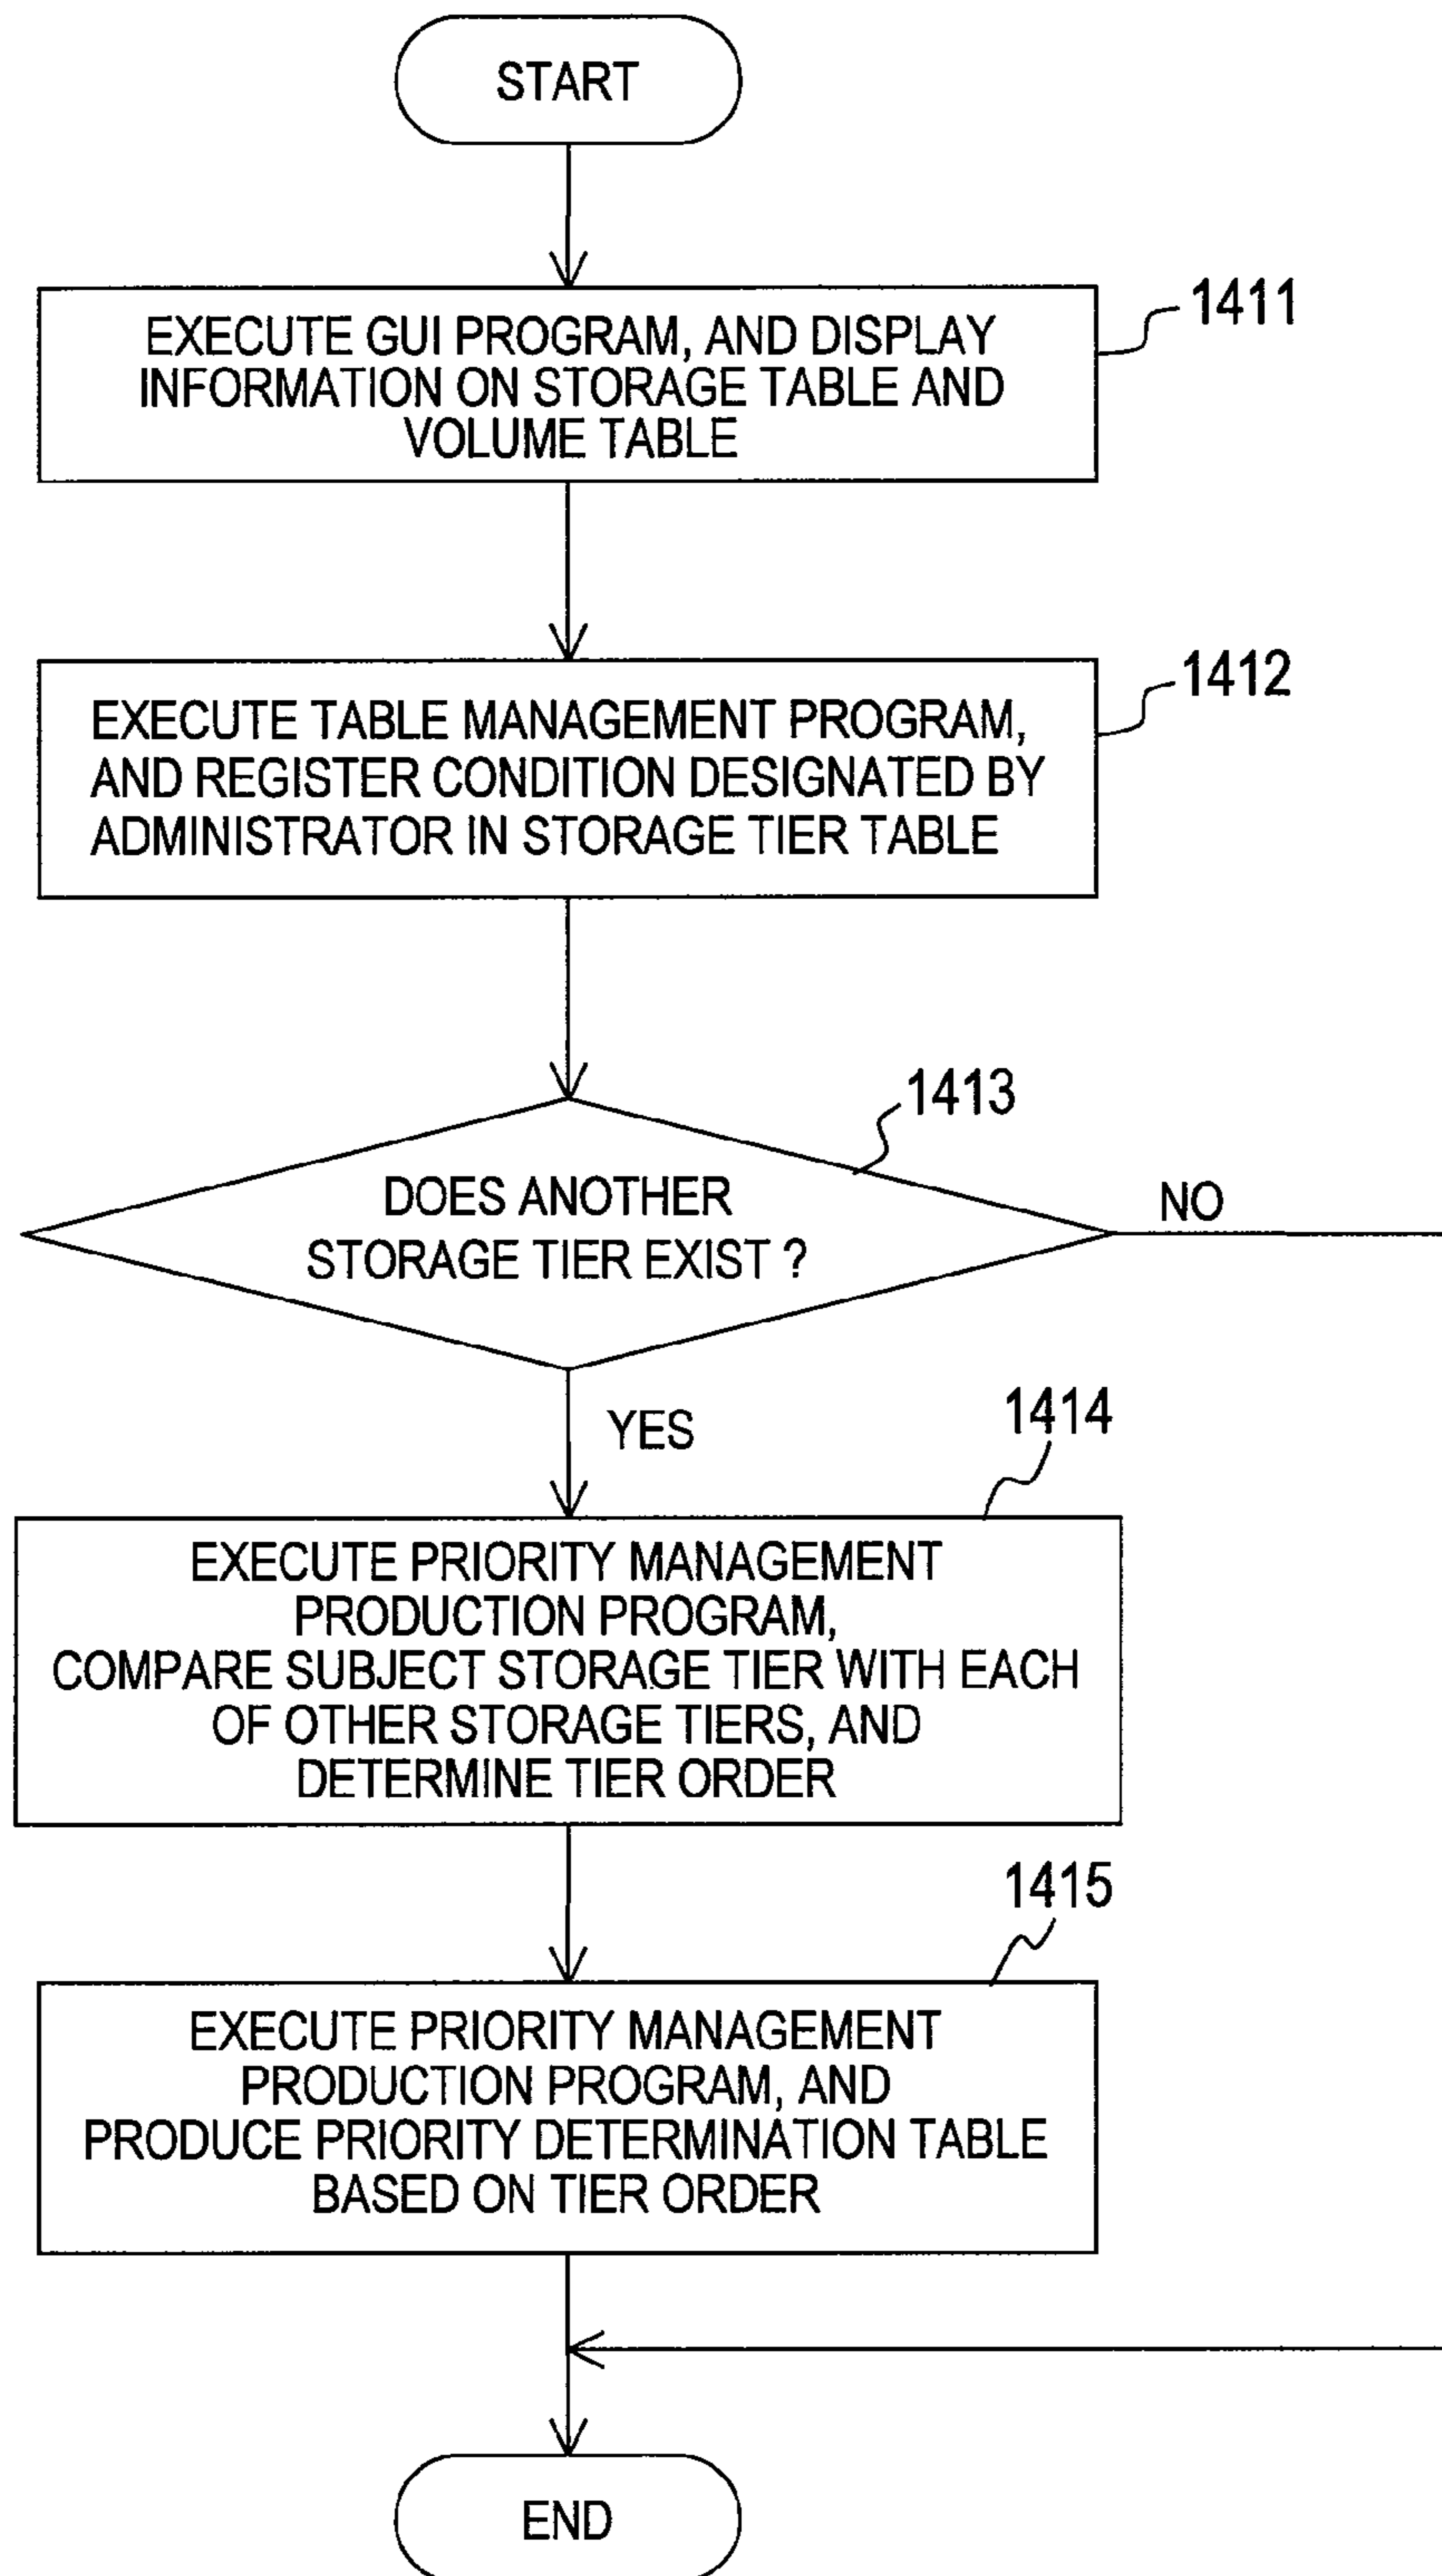 START
1411
EXECUTE GUI PROGRAM, AND DISPLAY
INFORMATION ON STORAGE TABLE AND
VOLUME TABLE
1412
EXECUTE TABLE MANAGEMENT PROGRAM,
AND REGISTER CONDITION DESIGNATED BY
ADMINISTRATOR IN STORAGE TIER TABLE
1413
DOES ANOTHER
STORAGE TIER EXIST ?
NO
YES
1414
EXECUTE PRIORITY MANAGEMENT
PRODUCTION PROGRAM,
COMPARE SUBJECT STORAGE TIER WITH EACH
OF OTHER STORAGE TIERS, AND
DETERMINE TIER ORDER
1415
EXECUTE PRIORITY MANAGEMENT
PRODUCTION PROGRAM, AND
PRODUCE PRIORITY DETERMINATION TABLE
BASED ON TIER ORDER
END